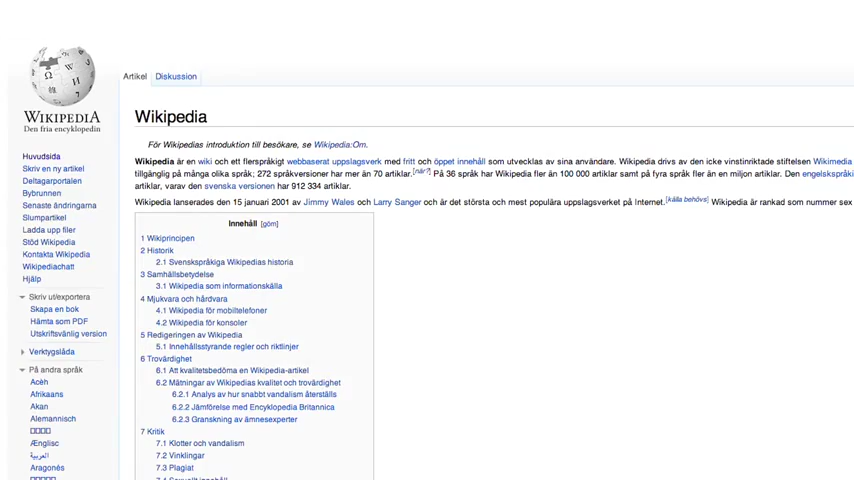 WIKIPEDIA
Den fria encyklopedin
Huvudsida
Skriv en ny artikel
Deltagarportalen
Bybrunnen
Senaste ändringarna
Slumpartikel
Ladda upp filer
Stöd Wikipedia
Kontakta Wikipedia
Wikipediachatt
Hjälp
Skriv ut/exportera
Skapa en bok
Hämta som PDF
Utskriftsvänlig version
Verktygslåda
På andra språk
Acèh
Afrikaans
Akan
Alemannisch
Ænglisc
العربية
Aragonés
Artikel Diskussion
Wikipedia
För Wikipedias introduktion till besökare, se Wikipedia:Om.
Wikipedia är en wiki och ett flerspråkigt webbaserat uppslagsverk med fritt och öppet innehåll som utvecklas av sina användare. Wikipedia drivs av den icke vinstinriktade stiftelsen Wikimedia
tillgänglig på många olika språk; 272 språkversioner har mer än 70 artiklar.[när?] På 36 språk har Wikipedia fler än 100 000 artiklar samt på fyra språk fler än en miljon artiklar. Den engelskspråki
artiklar, varav den svenska versionen har 912 334 artiklar.
Wikipedia lanserades den 15 januari 2001 av Jimmy Wales och Larry Sanger och är det största och mest populära uppslagsverket på Internet.[källa behövs] Wikipedia är rankad som nummer sex
Innehåll [göm]
1 Wikiprincipen
2 Historik
2.1 Svenskspråkiga Wikipedias historia
3 Samhällsbetydelse
3.1 Wikipedia som informationskälla
4 Mjukvara och hårdvara
4.1 Wikipedia för mobiltelefoner
4.2 Wikipedia för konsoler
5 Redigeringen av Wikipedia
5.1 Innehållsstyrande regler och riktlinjer
6 Trovärdighet
6.1 Att kvalitetsbedöma en Wikipedia-artikel
6.2 Mätningar av Wikipedias kvalitet och trovärdighet
6.2.1 Analys av hur snabbt vandalism återställs
6.2.2 Jämförelse med Encyclopedia Britannica
6.2.3 Granskning av ämnesexperter
7 Kritik
7.1 Klotter och vandalism
7.2 Vinklingar
7.3 Plagiat